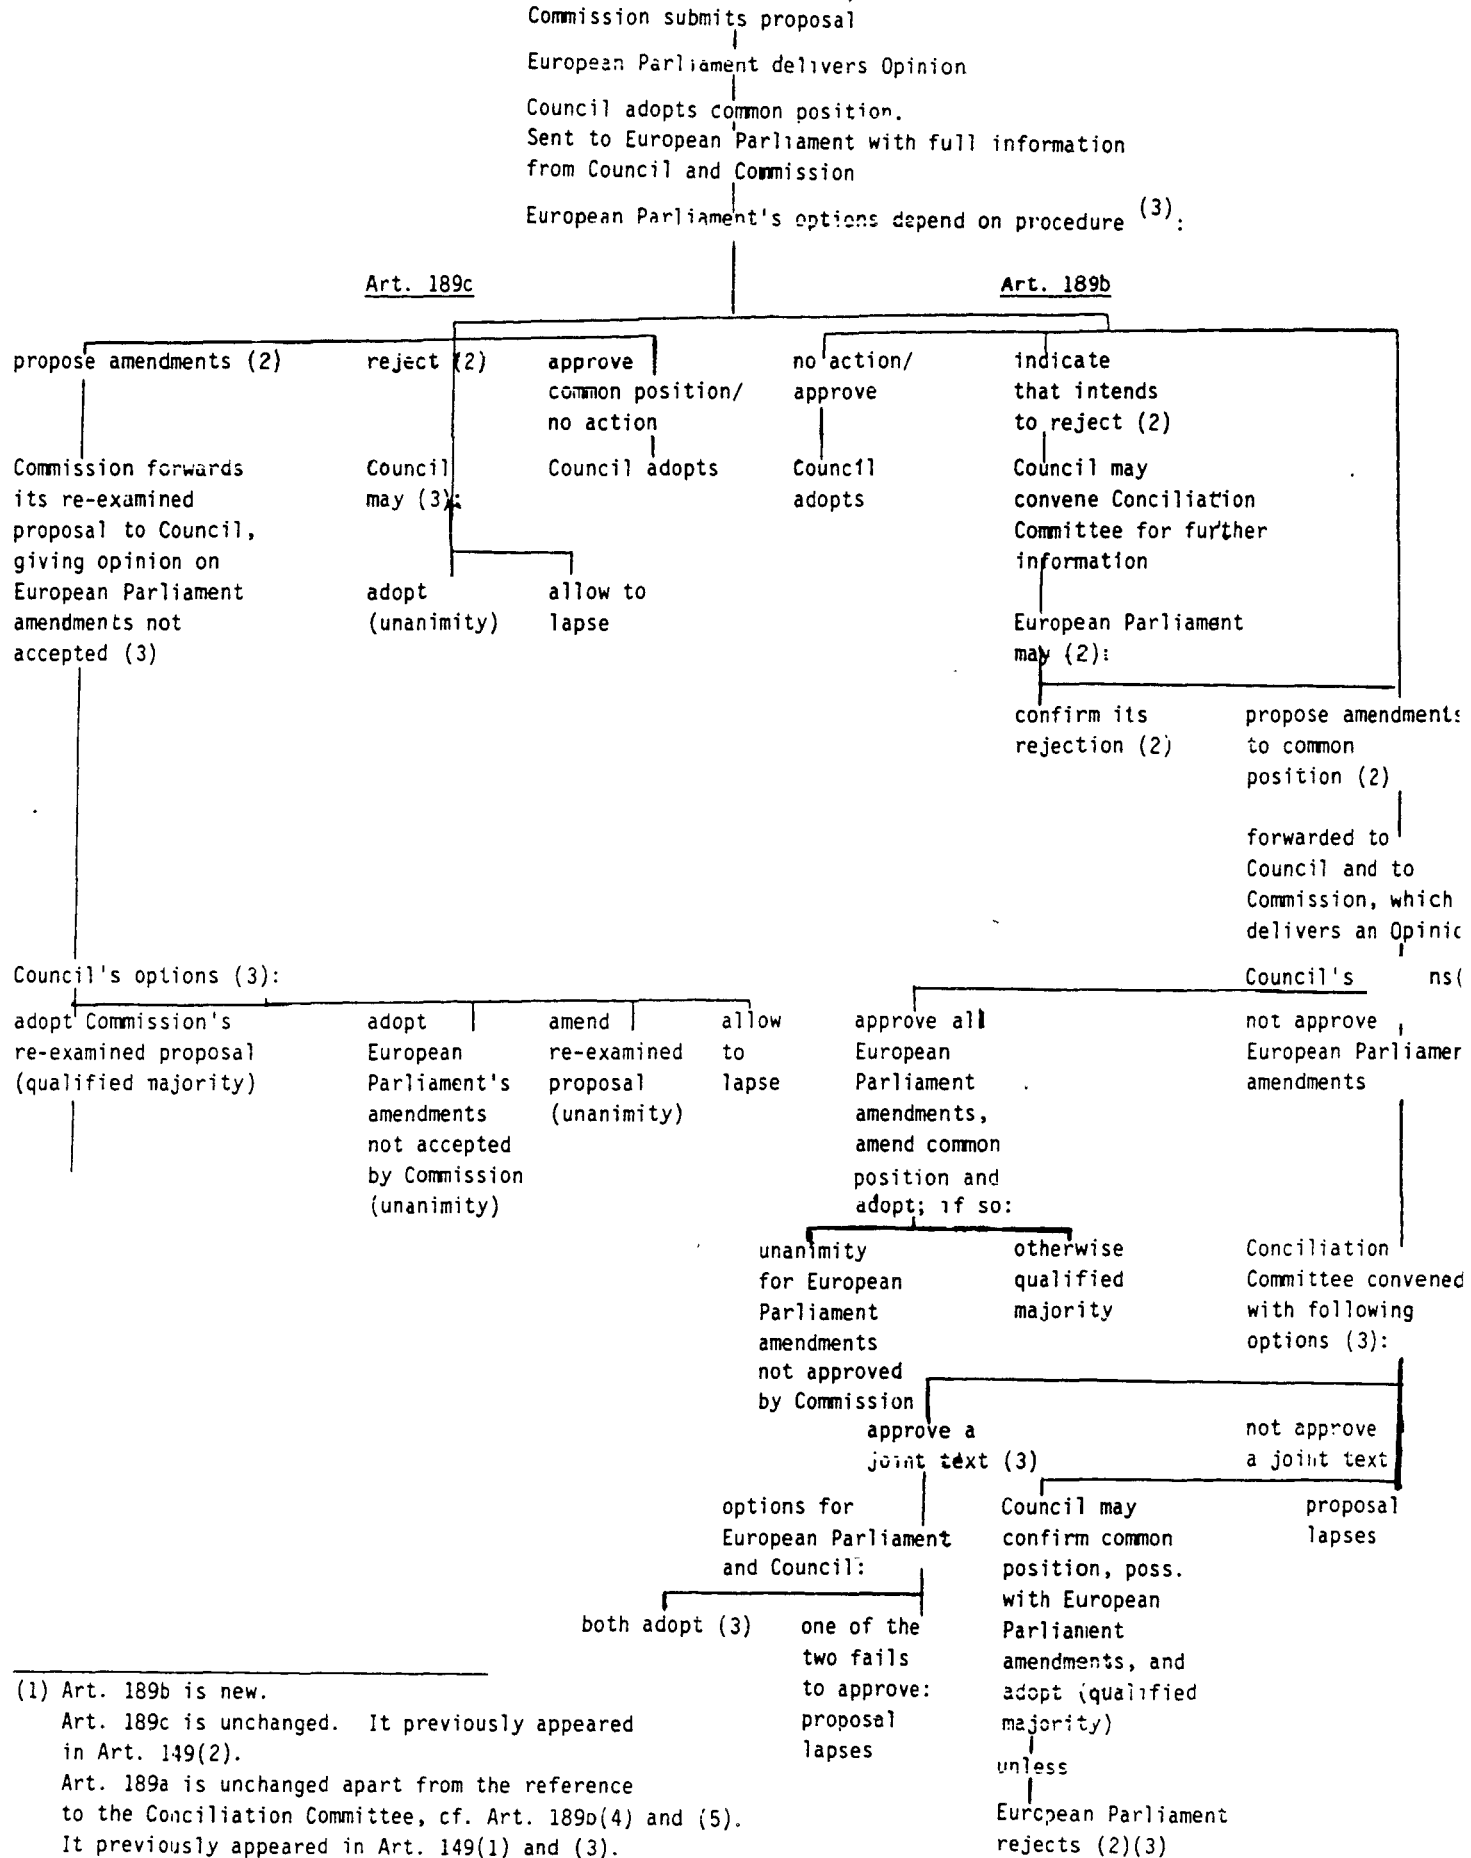 Commission submits proposal
European Parliament delivers Opinion
Council adopts common position.
Sent to European Parliament with full information
from Council and Commission
European Parliament's options depend on procedure (3):
Art. 189c
Art. 189b
propose amendments (2)
reject (2)
approve
common position/
no action
no action/
approve
indicate
that intends
to reject (2)
Commission forwards
its re-examined
proposal to Council,
giving opinion on
European Parliament
amendments not
accepted (3)
Council
may (3):
Council adopts
Council
adopts
Council may
convene Conciliation
Committee for further
information
adopt
(unanimity)
allow to
lapse
European Parliament
may (2):
confirm its
rejection (2)
propose amendments
to common
position (2)
forwarded to
Council and to
Commission, which
delivers an
Council's options (3):
Council's
adopt Commission's
re-examined proposal
(qualified majority)
adopt
European
Parliament's
amendments
not accepted
by Commission
(unanimity)
amend
re-examined
proposal
(unanimity)
allow
to
lapse
approve all
European
Parliament
amendments,
amend common
position and
adopt; if so:
not approve
European
amendments
unanimity
for European
Parliament
amendments
not approved
by Commission
otherwise
qualified
majority
Conciliation
Committee convened
with following
options (3):
approve a
joint text (3)
not approve
a joint text
options for
European Parliament
and Council:
Council may
confirm common
position, poss.
with European
Parliament
amendments, and
adopt (qualified
majority)
unless
European Parliament
rejects (2)(3)
proposal
lapses
both adopt (3)
one of the
two fails
to approve:
proposal
lapses
(1) Art. 189b is new.
Art. 189c is unchanged. It previously appeared
in Art. 149(2).
Art. 189a is unchanged apart from the reference
to the Conciliation Committee, cf. Art. 189b(4) and (5).
It previously appeared in Art. 149(1) and (3).